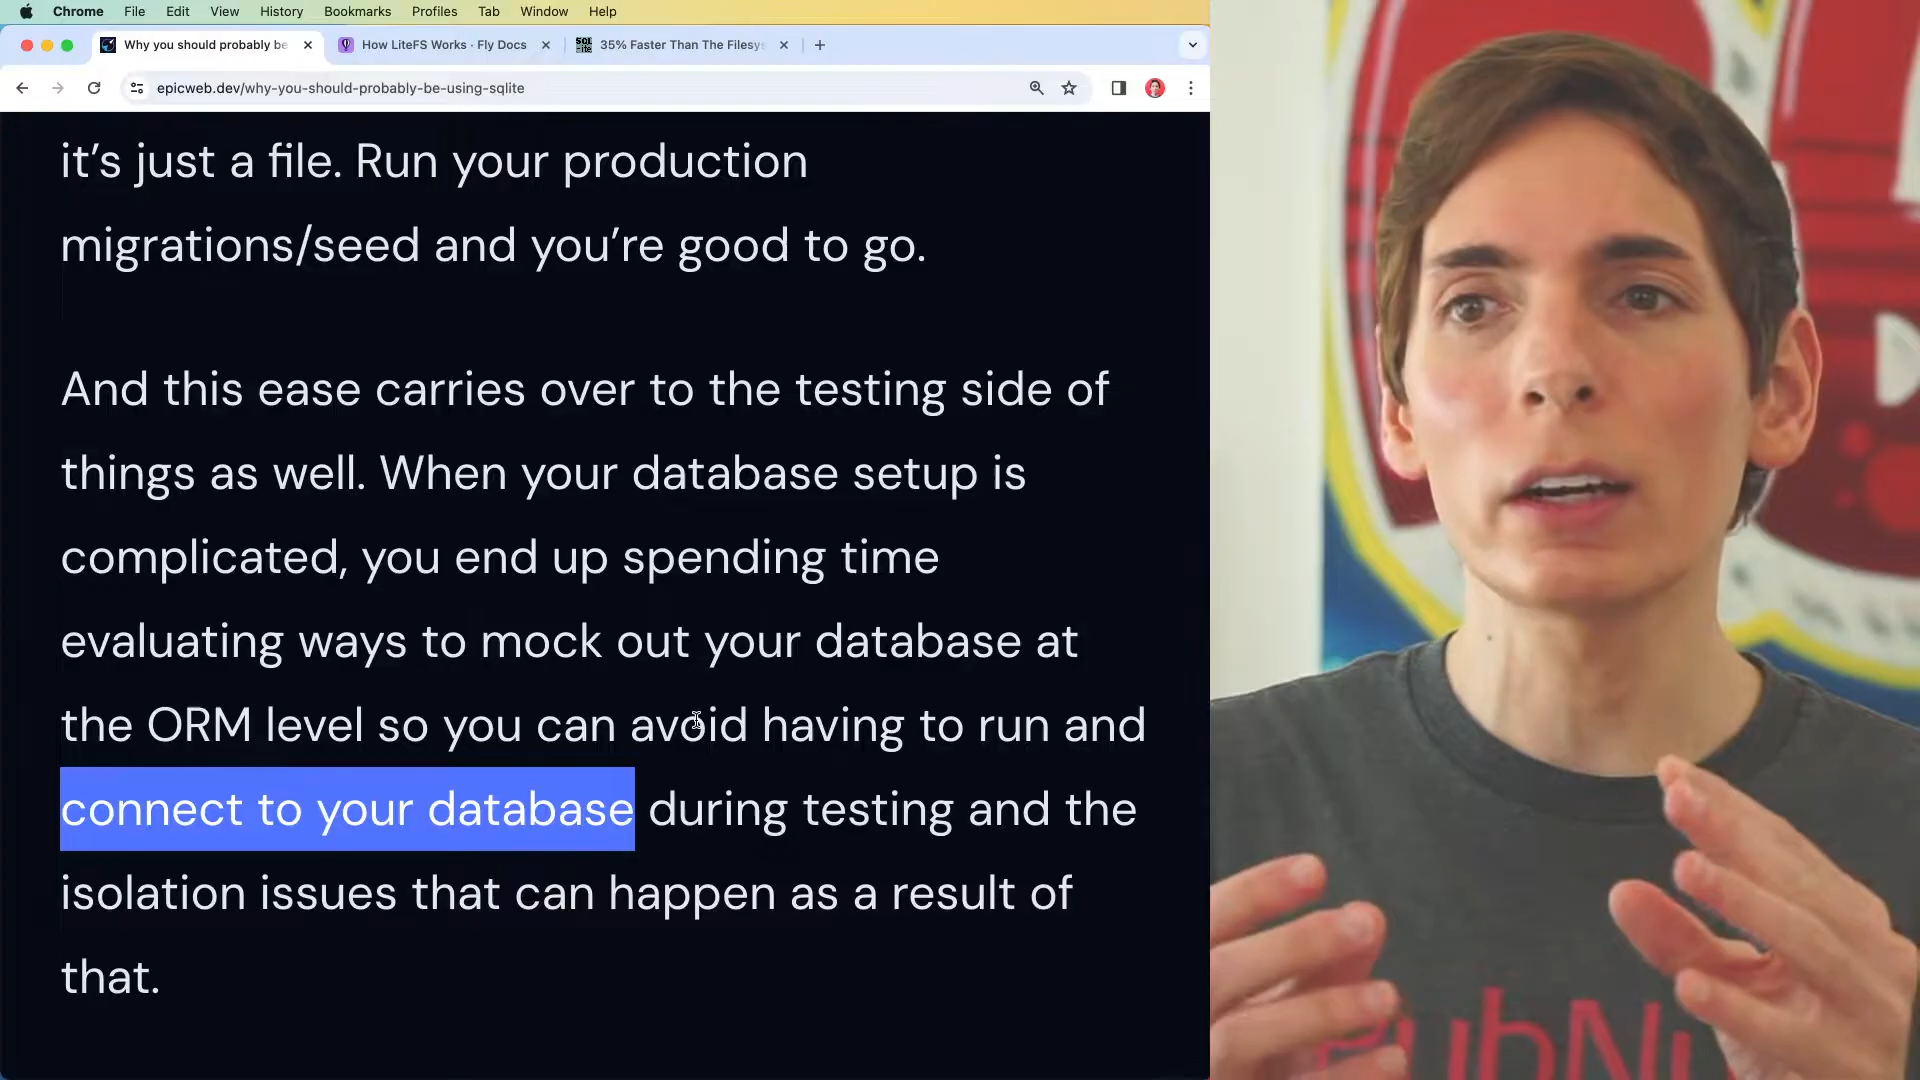 Chrome File Edit View History Bookmarks Profiles Tab Window Help
Why you should probably be
How LiteFS Works · Fly Docs
SQL ite
35% Faster Than The Filesys
epicweb.dev/why-you-should-probably-be-using-sqlite
it’s just a file. Run your production
migrations/seed and you’re good to go.
And this ease carries over to the testing side of
things as well. When your database setup is
complicated, you end up spending time
evaluating ways to mock out your database at
the ORM level so you can avoid having to run and
connect to your database during testing and the
isolation issues that can happen as a result of
that.